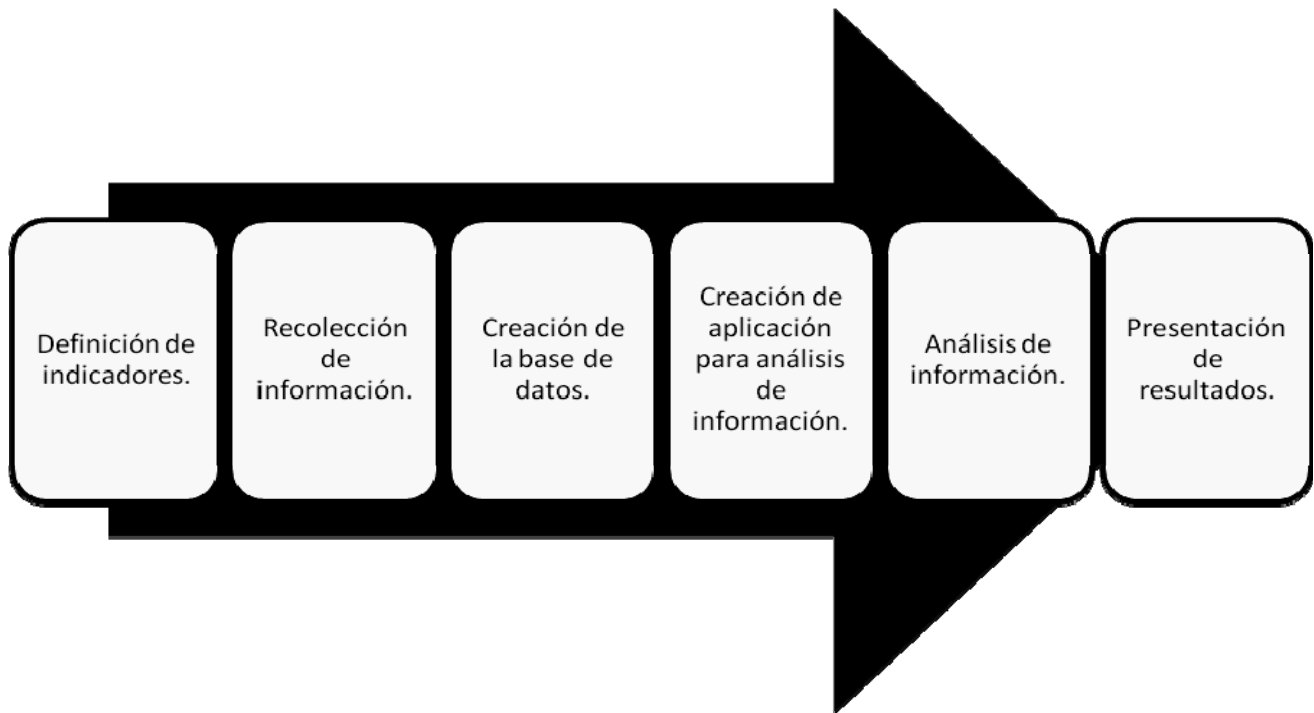 Definición de
indicadores.
Recolección
de
información.
Creación de
la base de
datos.
Creación de
aplicación
para análisis
de
información.
Análisis de
información.
Presentación
de
resultados.